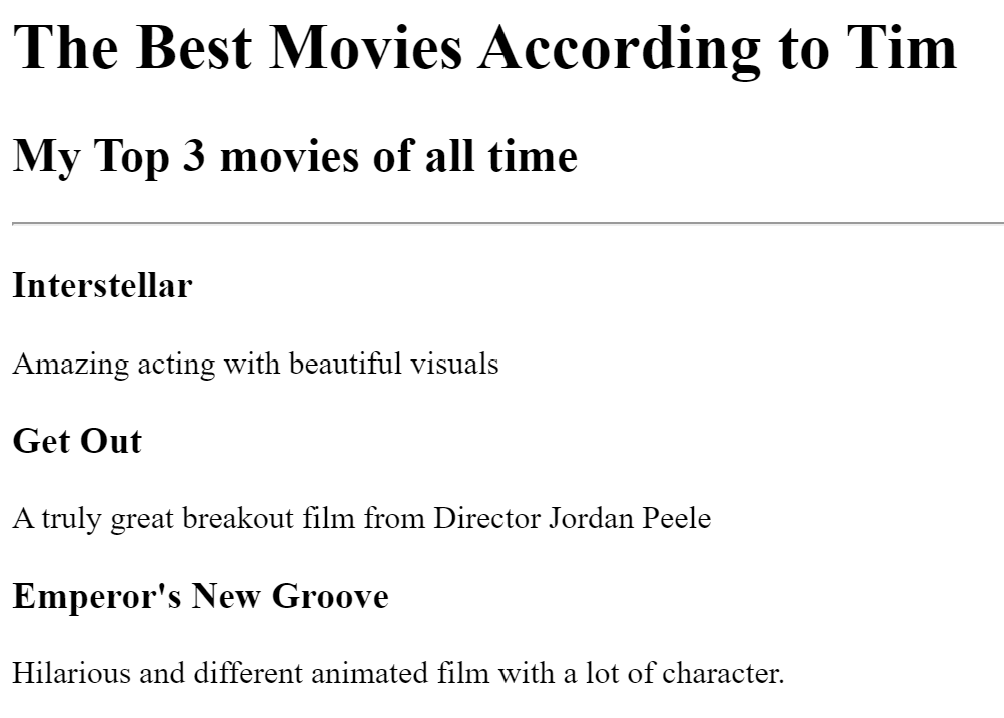 The Best Movies According to Tim
My Top 3 movies of all time
Interstellar
Amazing acting with beautiful visuals
Get Out
A truly great breakout film from Director Jordan Peele
Emperor's New Groove
Hilarious and different animated film with a lot of character.